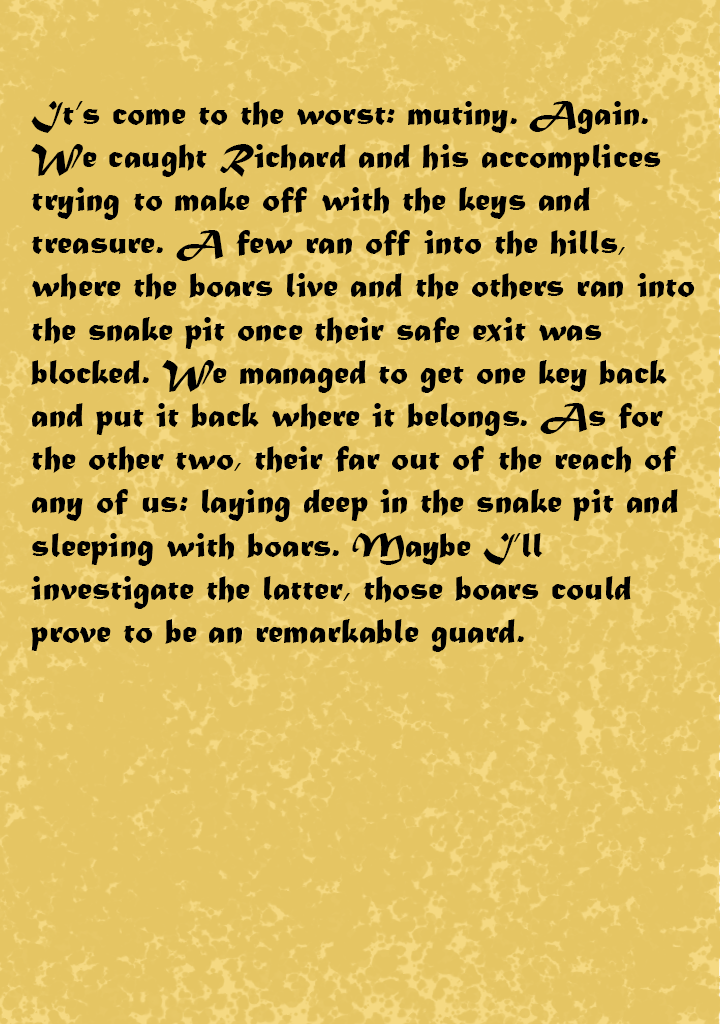 It's come to the worst: mutiny. Again.
We caught Richard and his accomplices
trying to make off with the keys and
treasure. A few ran off into the hills,
where the boars live and the others ran into
the snake pit once their safe exit was
blocked. We managed to get one key back
and put it back where it belongs. As for
the other two, their far out of the reach of
any of us: laying deep in the snake pit and
sleeping with boars. Maybe I'll
investigate the latter, those boars could
prove to be an remarkable guard.